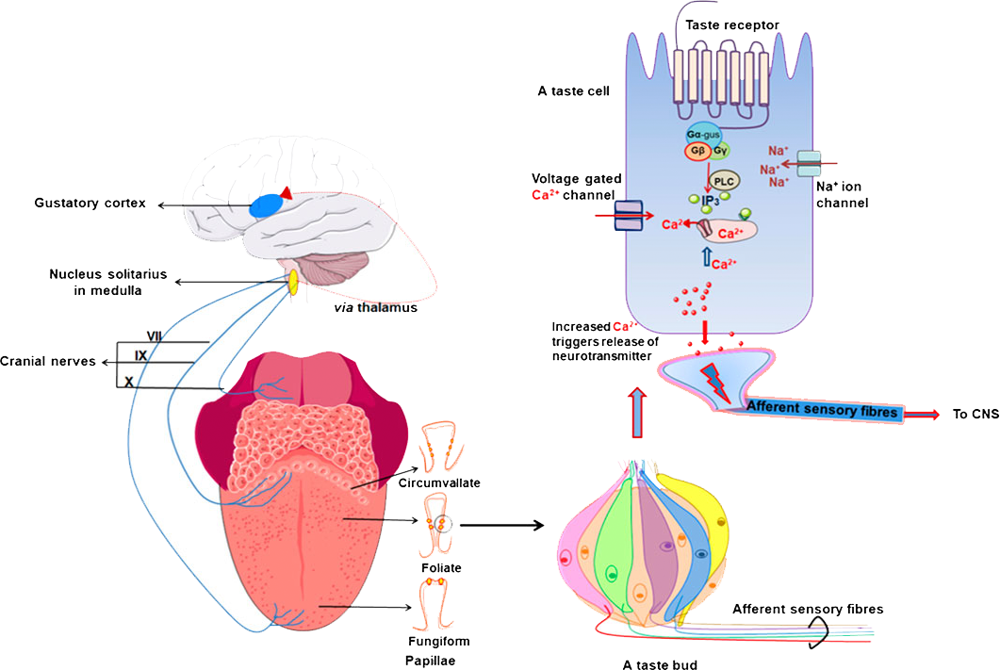 Taste receptor
A taste cell
Gα-gus
Gβ
Gγ
PLC
IP₃
Na⁺
Na⁺
Na⁺
Na⁺ ion
channel
Voltage gated
Ca²⁺ channel
Ca²
Ca²⁺
Ca²⁺
Increased Ca²⁺
triggers release of
neurotransmitter
Afferent sensory fibres
To CNS
Gustatory cortex
Nucleus solitarius
in medulla
via thalamus
VII
Cranial nerves
IX
X
Circumvallate
Foliate
Fungiform
Papillae
Afferent sensory fibres
A taste bud